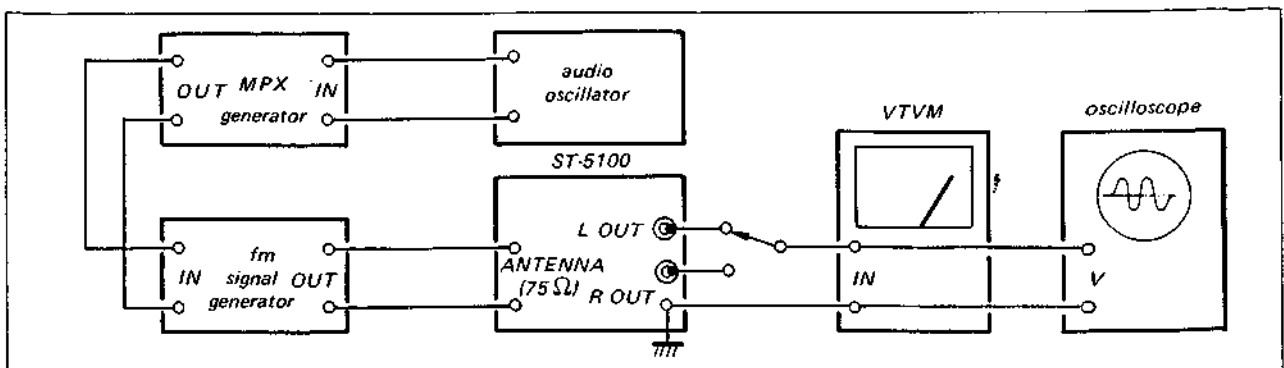 OUT MPX IN
generator
audio
oscillator
VTVM
oscilloscope
ST-5100
L OUT
fm
IN signal OUT
generator
ANTENNA
(75Ω) R OUT
IN
V